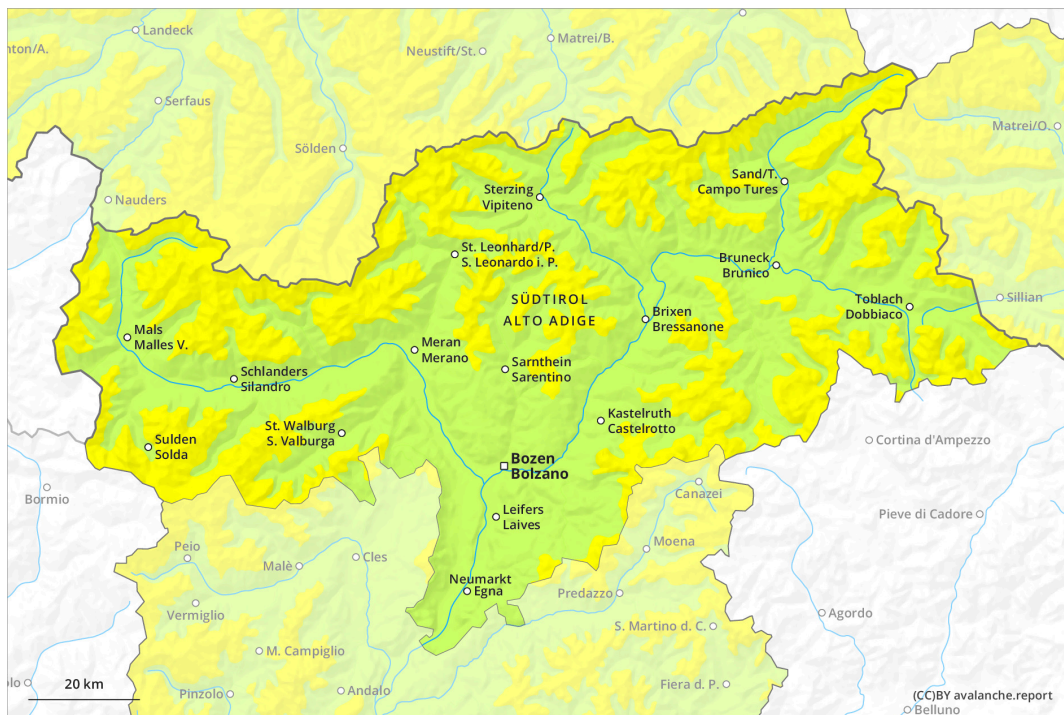 Landeck
nton/A.
Neustift/St.
Matrei/B.
Serfaus
Matrei/O.
Sölden
Sand/T.
Campo Tures
Sterzing
Vipiteno
Nauders
St. Leonhard/P.
S. Leonardo i. P.
Bruneck
Brunico
SÜDTIROL
ALTO ADIGE
Toblach
Dobbiaco
Sillian
Brixen
Bressanone
Mals
Malles V.
Meran
Merano
Sarnthein
Sarentino
Schlanders
Silandro
Kastelruth
Castelrotto
St. Walburg
S. Valburga
Sulden
Solda
Cortina d'Ampezzo
Bozen
Bolzano
Bormio
Canazei
Leifers
Laives
Pieve di Cadore
Peio
Cles
Moena
Malè
Neumarkt
Egna
Predazzo
Vermiglio
Agordo
S. Martino d. C.
M. Campiglio
olo
20 km
Pinzolo
Andalo
Fiera d. P.
(CC)BY avalanche.report
Belluno